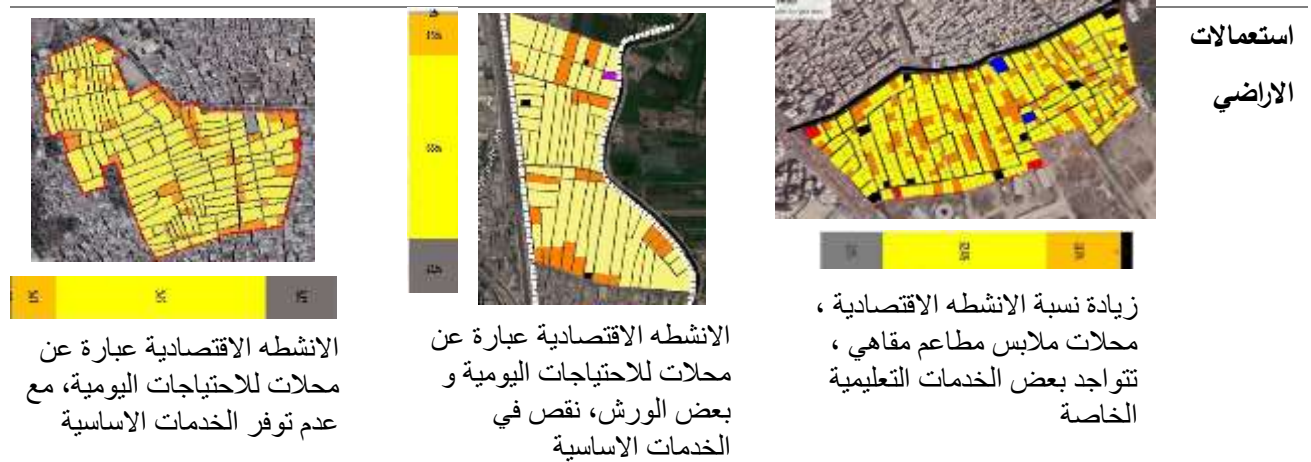 استعمالات
الاراضي
زيادة نسبة الانشطه الاقتصادية ،
محلات ملابس مطاعم مقاهي ،
تتواجد بعض الخدمات التعليمية
الخاصة
الانشطه الاقتصادية عبارة عن
محلات للاحتياجات اليومية و
بعض الورش، نقص في
الخدمات الاساسية
الانشطه الاقتصادية عبارة عن
محلات للاحتياجات اليومية، مع
عدم توفر الخدمات الاساسية